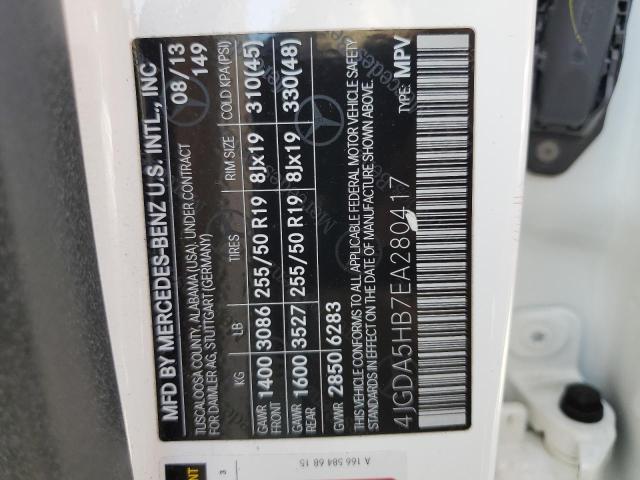 MFD BY MERCEDES-BENZ U.S. INTL., INC.
TUSCALOOSA COUNTY, ALABAMA (USA), UNDER CONTRACT 08/13
FOR DAIMLER AG, STUTTGART (GERMANY) 149
KG LB TIRES RIM SIZE COLD KPA(PSI)
GAWR FRONT 1400 3086 255/50 R19 8Jx19 310(45)
GAWR REAR 1600 3527 255/50 R19 8Jx19 330(48)
GVWR 2850 6283
THIS VEHICLE CONFORMS TO ALL APPLICABLE FEDERAL MOTOR VEHICLE SAFETY
STANDARDS IN EFFECT ON THE DATE OF MANUFACTURE SHOWN ABOVE.
4JGDA5HB7EA280417 TYPE: MPV
A 166 584 68 15
3